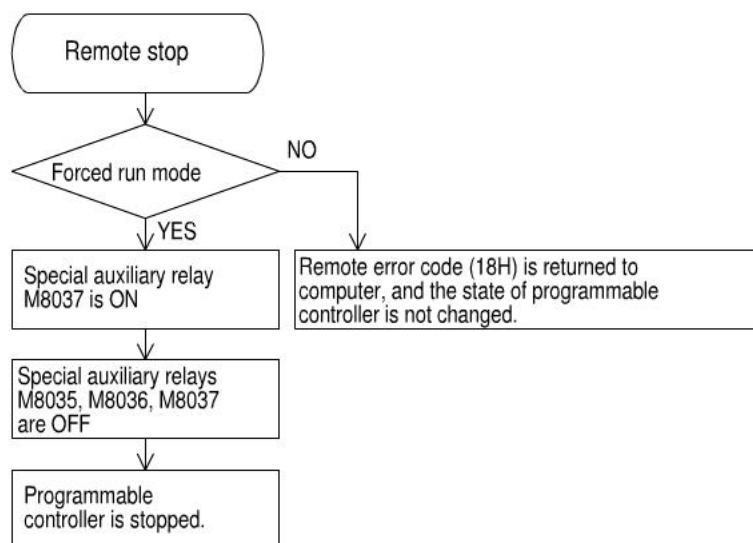 Remote stop
Forced run mode
NO
YES
Special auxiliary relay
M8037 is ON
Remote error code (18H) is returned to
computer, and the state of programmable
controller is not changed.
Special auxiliary relays
M8035, M8036, M8037
are OFF
Programmable
controller is stopped.